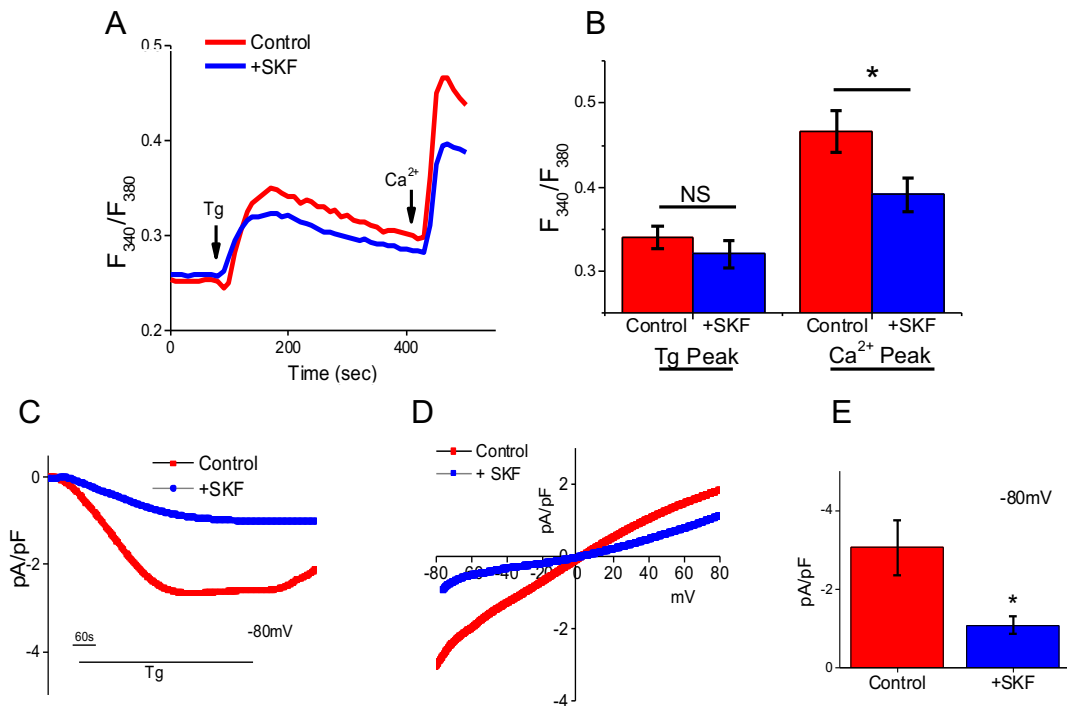 A
Control
+SKF
0.5
0.4
0.3
0.2
F340/F380
Tg
Ca2+
0
200
400
Time (sec)
B
*
NS
0.5
0.4
0.3
F340/F380
Control
+SKF
Control
+SKF
Tg Peak
Ca2+ Peak
C
Control
+SKF
0
-2
-4
pA/pF
60s
Tg
-80mV
D
Control
+ SKF
pA/pF
2
0
-2
-4
-80
-60
-40
-20
0
20
40
60
80
mV
E
-80mV
-4
-2
0
pA/pF
*
Control
+SKF